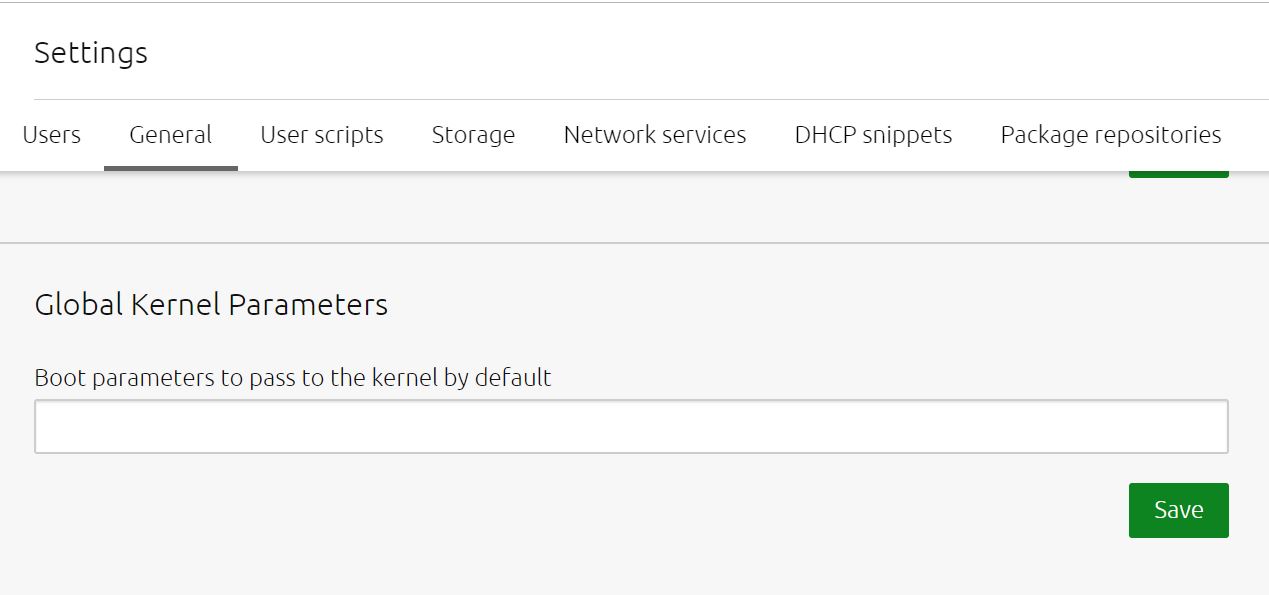 Settings
Users General User scripts Storage Network services DHCP snippets Package repositories
Global Kernel Parameters
Boot parameters to pass to the kernel by default
Save